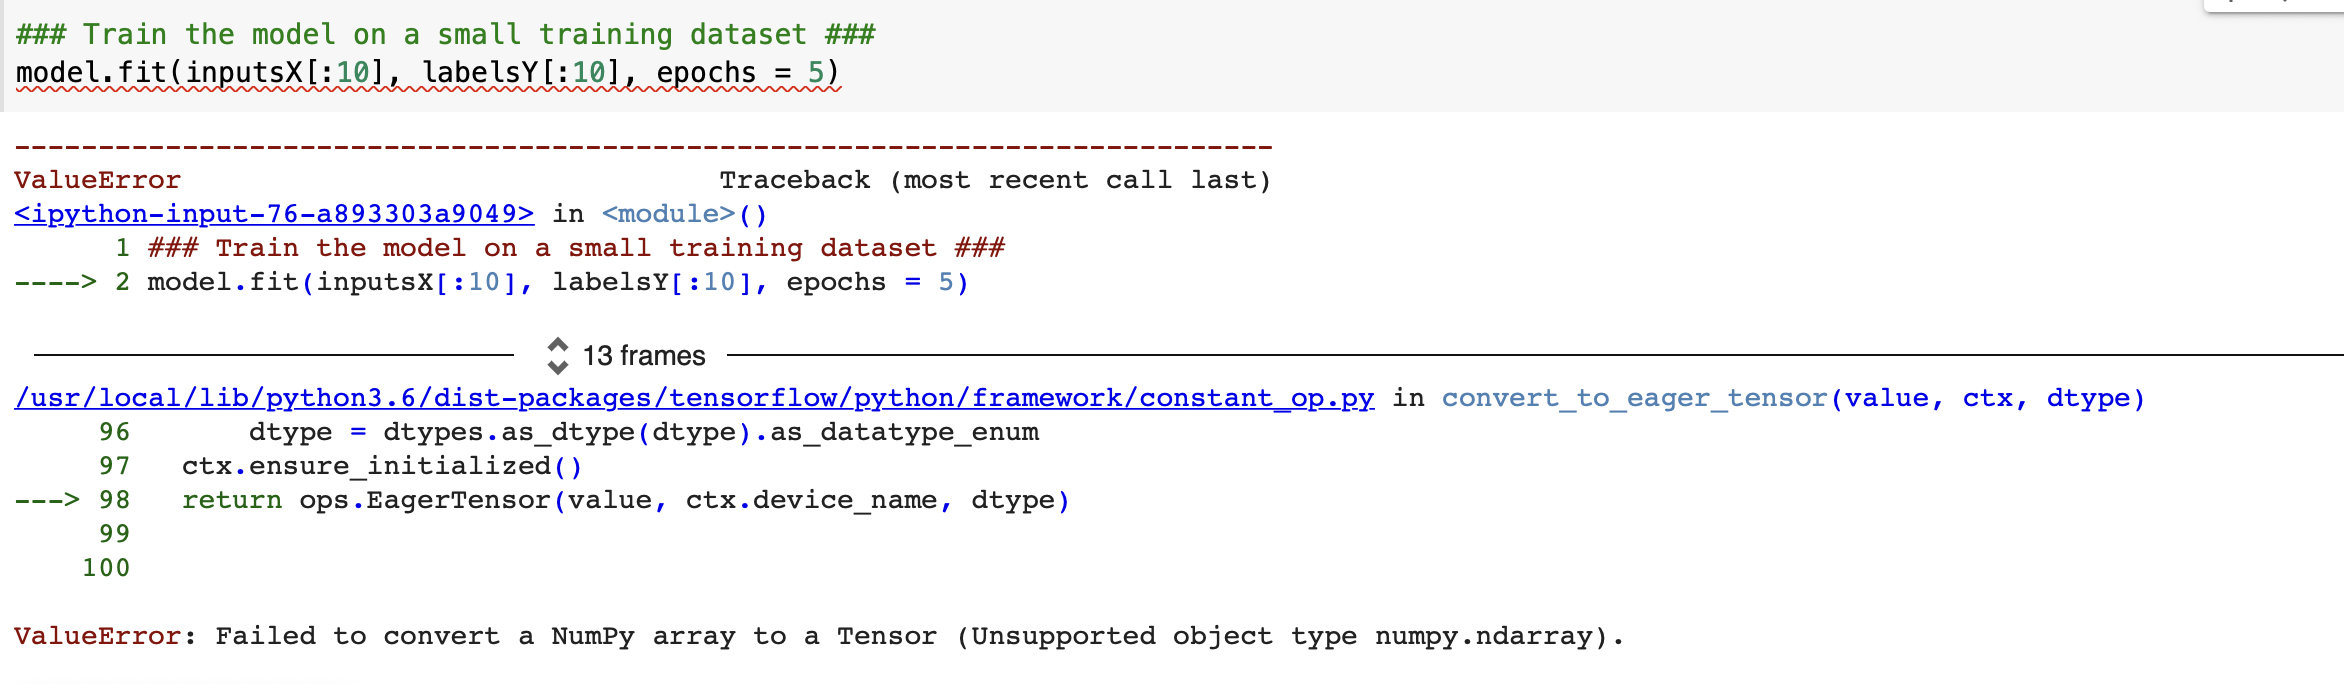 ### Train the model on a small training dataset ###
model.fit(inputsX[:10], labelsY[:10], epochs = 5)
---------------------------------------------------------------------------
ValueError                                Traceback (most recent call last)
<ipython-input-76-a893303a9049> in <module>()
      1 ### Train the model on a small training dataset ###
----> 2 model.fit(inputsX[:10], labelsY[:10], epochs = 5)
13 frames
/usr/local/lib/python3.6/dist-packages/tensorflow/python/framework/constant_op.py in convert_to_eager_tensor(value, ctx, dtype)
     96       dtype = dtypes.as_dtype(dtype).as_datatype_enum
     97   ctx.ensure_initialized()
---> 98   return ops.EagerTensor(value, ctx.device_name, dtype)
     99
    100
ValueError: Failed to convert a NumPy array to a Tensor (Unsupported object type numpy.ndarray).